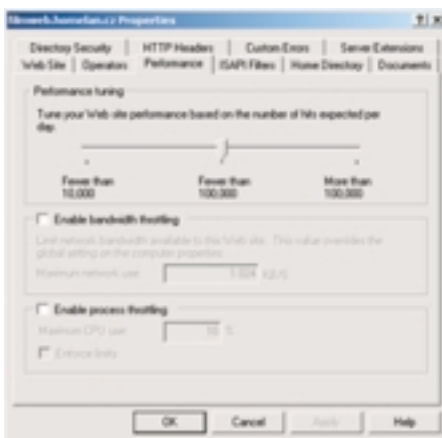 filmweb.homelan.cz Properties
Directory Security HTTP Headers Custom Errors Server Extensions
Web Site Operators Performance ISAPI Filters Home Directory Documents
Performance tuning
Tune your Web site performance based on the number of hits expected per
day.
Fewer than
10,000
Fewer than
100,000
More than
100,000
Enable bandwidth throttling
Limit network bandwidth available to this Web site. This value overrides the
global setting on the computer properties.
Maximum network use: 1.024 KB/S
Enable process throttling
Maximum CPU use: 10 %
Enforce limits
OK Cancel Apply Help